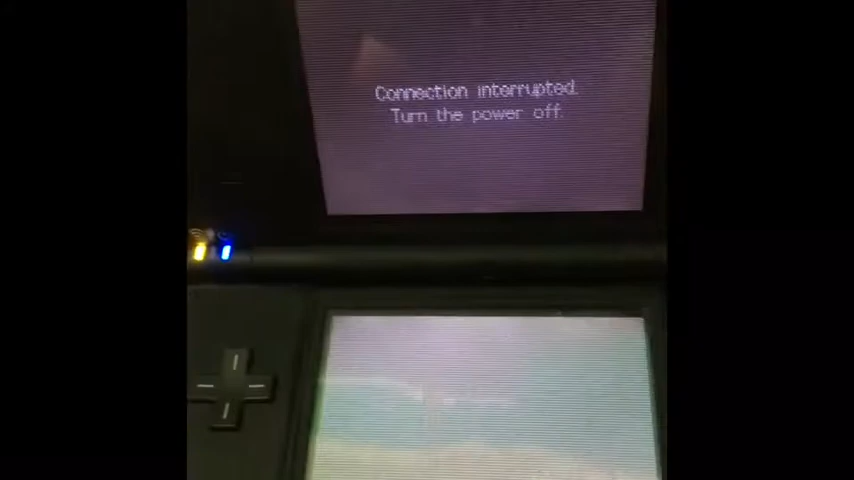 Connection interrupted.
Turn the power off.